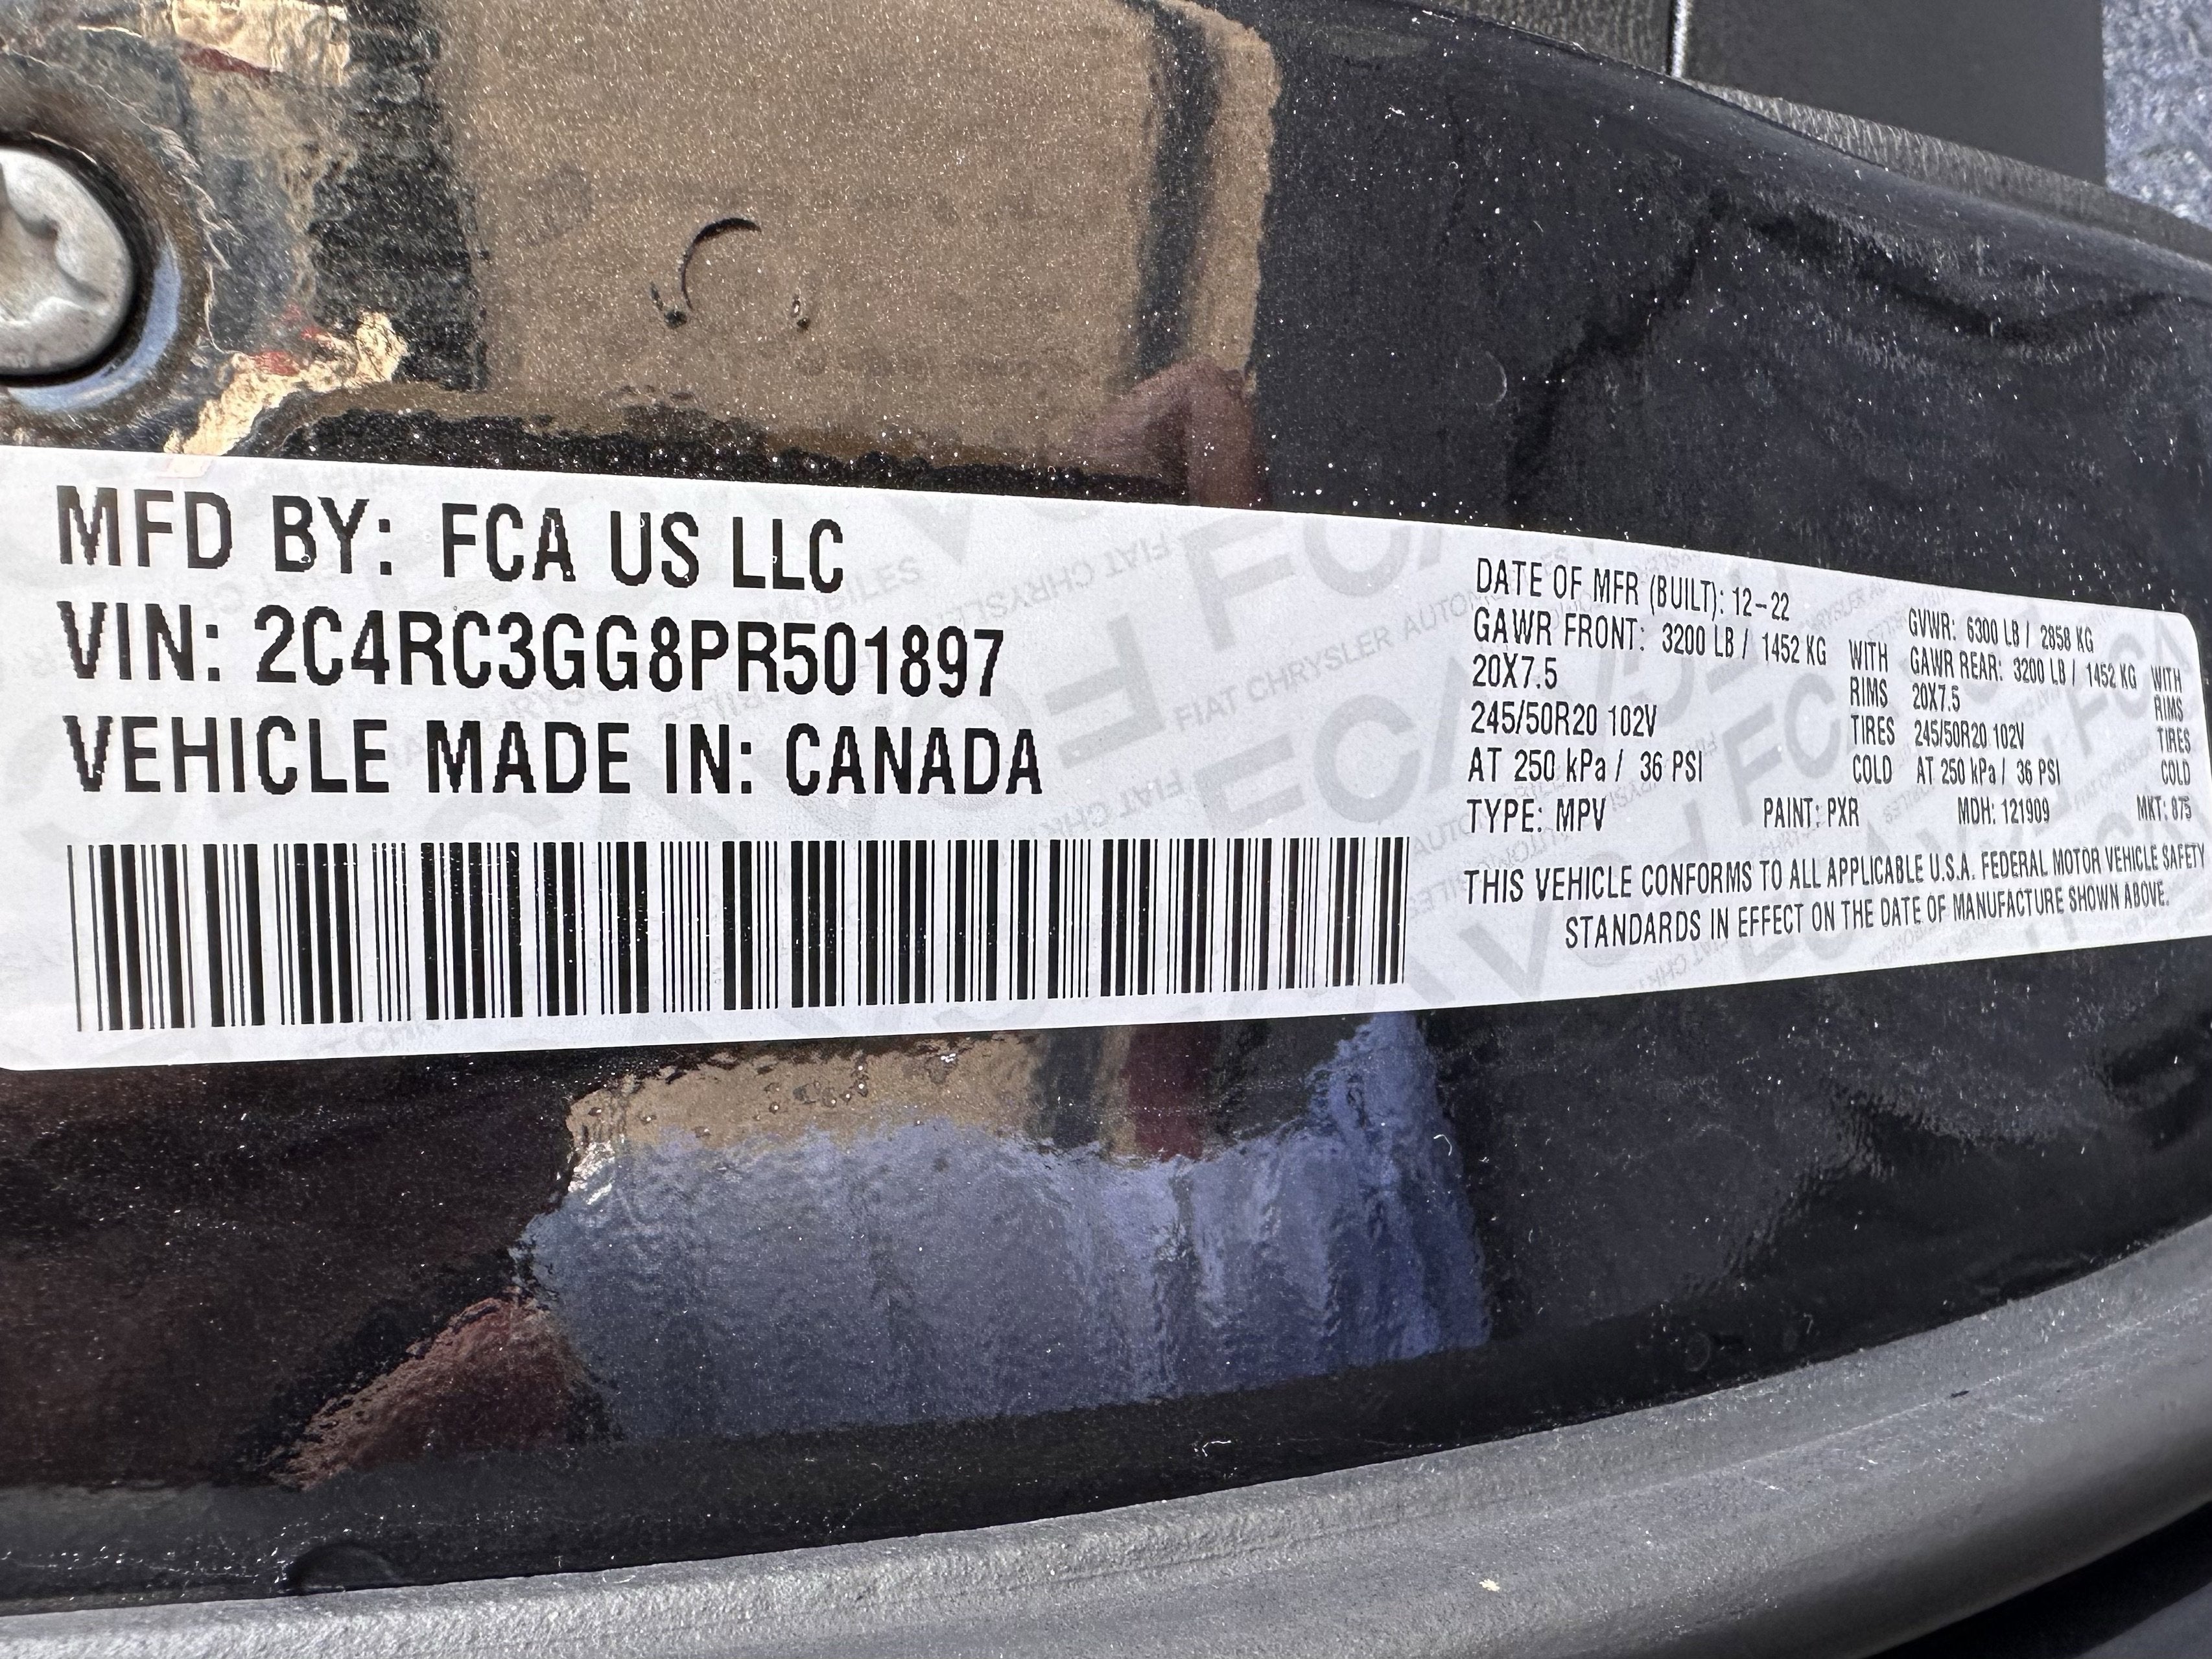 MFD BY: FCA US LLC
VIN: 2C4RC3GG8PR501897
VEHICLE MADE IN: CANADA
DATE OF MFR (BUILT): 12-22
GVWR: 6300 LB / 2858 KG
GAWR FRONT: 3200 LB / 1452 KG WITH
20X7.5 RIMS
245/50R20 102V TIRES
AT 250 kPa / 36 PSI COLD
GAWR REAR: 3200 LB / 1452 KG WITH
20X7.5 RIMS
245/50R20 102V TIRES
AT 250 kPa / 36 PSI COLD
TYPE: MPV PAINT: PXR MDH: 121909 MKT: 875
THIS VEHICLE CONFORMS TO ALL APPLICABLE U.S.A. FEDERAL MOTOR VEHICLE SAFETY
STANDARDS IN EFFECT ON THE DATE OF MANUFACTURE SHOWN ABOVE.